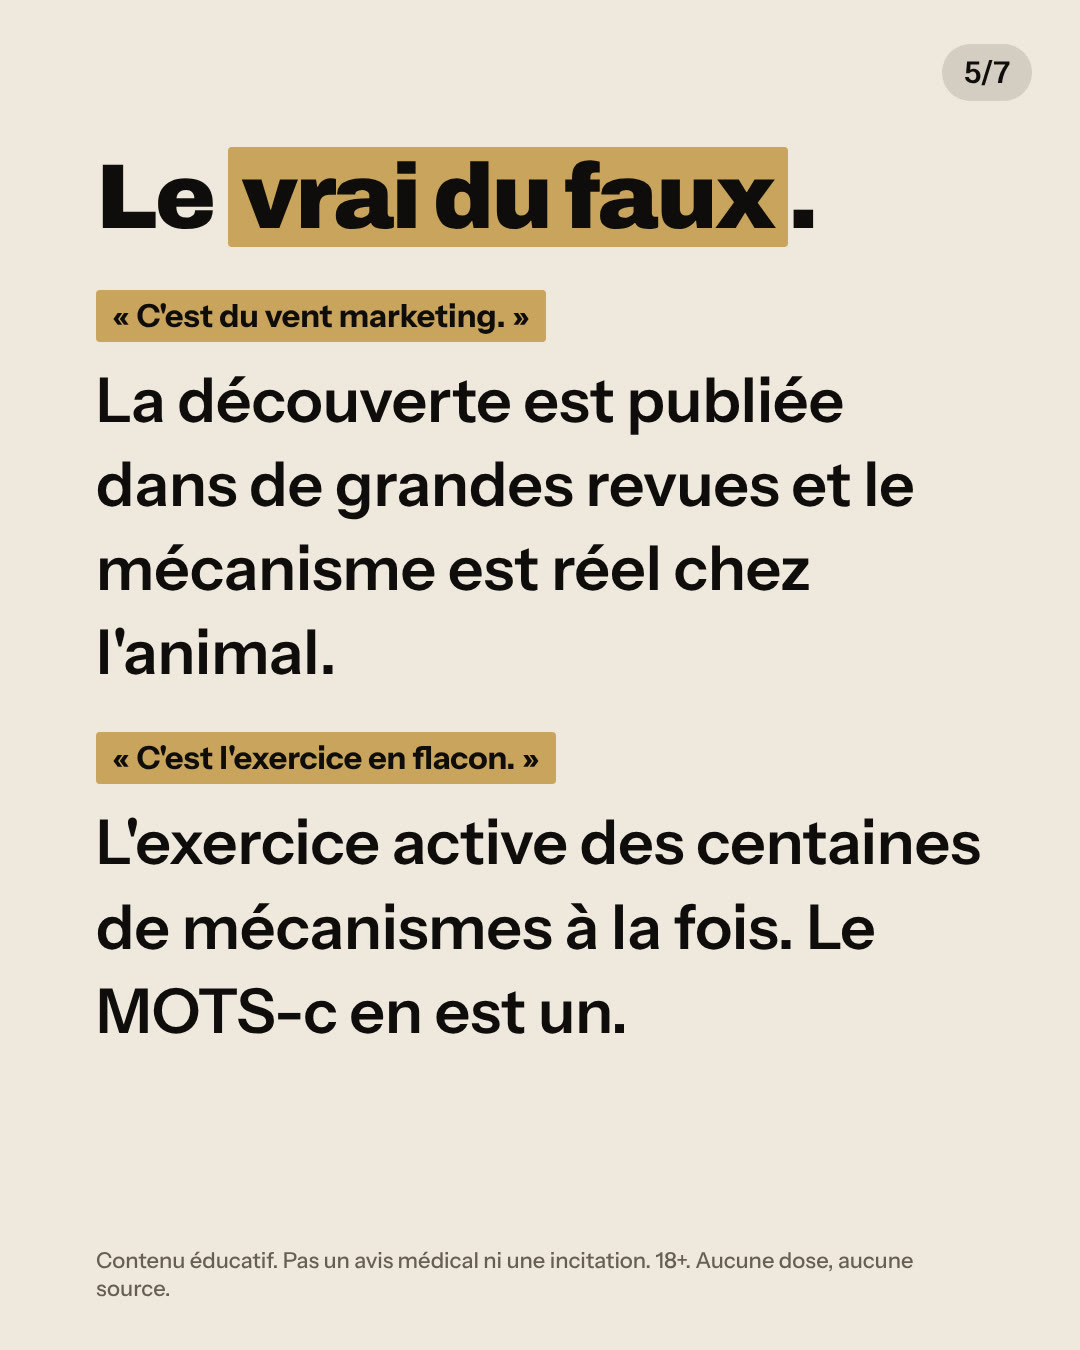 5/7
Le vrai du faux.
« C'est du vent marketing. »
La découverte est publiée
dans de grandes revues et le
mécanisme est réel chez
l'animal.
« C'est l'exercice en flacon. »
L'exercice active des centaines
de mécanismes à la fois. Le
MOTS-c en est un.
Contenu éducatif. Pas un avis médical ni une incitation. 18+. Aucune dose, aucune
source.